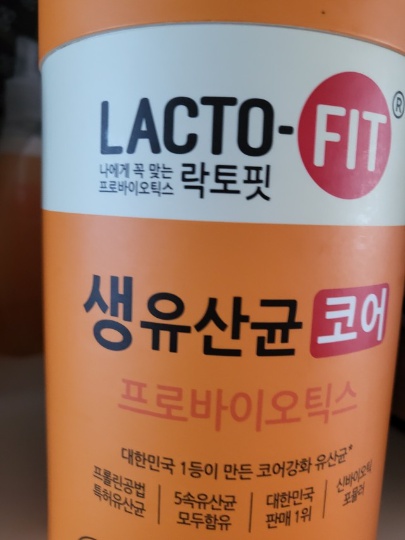 LACTO-FIT®
나에게 꼭 맞는
프로바이오틱스 락토핏
생유산균 코어
프로바이오틱스
대한민국 1등이 만든 코어강화 유산균*
프롤린공법 5속유산균 대한민국 신바이오틱
특허유산균 모두함유 판매 1위 포뮬러